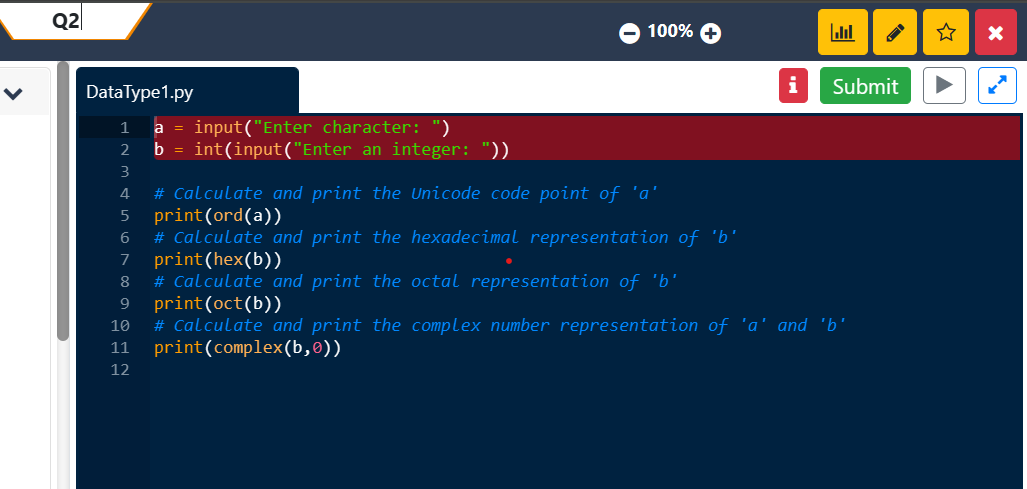 Q2
100%
DataType1.py
Submit
1 a = input("Enter character: ")
2 b = int(input("Enter an integer: "))
3
4 # Calculate and print the Unicode code point of 'a'
5 print(ord(a))
6 # Calculate and print the hexadecimal representation of 'b'
7 print(hex(b))
8 # Calculate and print the octal representation of 'b'
9 print(oct(b))
10 # Calculate and print the complex number representation of 'a' and 'b'
11 print(complex(b,0))
12